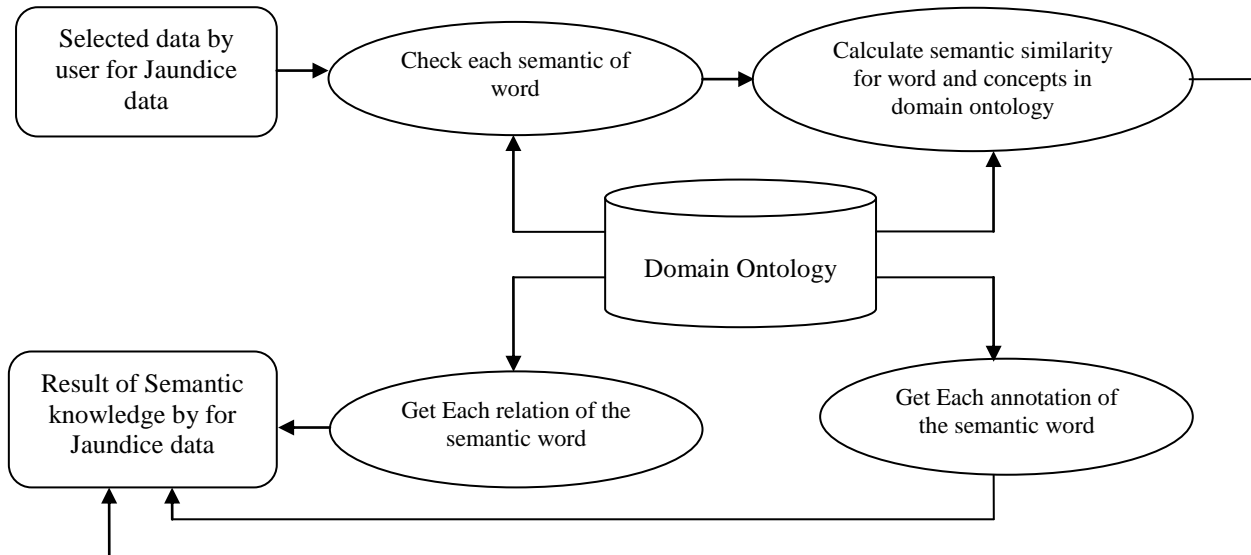 Selected data by
user for Jaundice
data
Check each semantic of
word
Calculate semantic similarity
for word and concepts in
domain ontology
Domain Ontology
Result of Semantic
knowledge by for
Jaundice data
Get Each relation of the
semantic word
Get Each annotation of
the semantic word